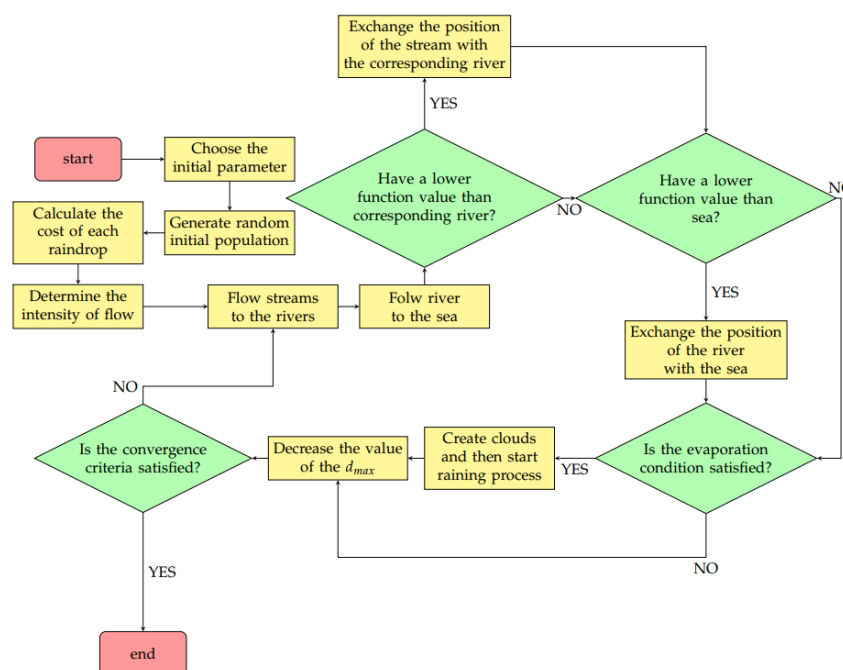 Exchange the position
of the stream with
the corresponding river
YES
start
Choose the
initial parameter
Have a lower
function value than
corresponding river?
NO
Have a lower
function value than
sea?
NO
Calculate the
cost of each
raindrop
Generate random
initial population
Determine the
intensity of flow
Flow streams
to the rivers
Folw river
to the sea
YES
Exchange the position
of the river
with the sea
NO
Is the convergence
criteria satisfied?
Decrease the value
of the d_max
Create clouds
and then start
raining process
YES
Is the evaporation
condition satisfied?
NO
YES
end